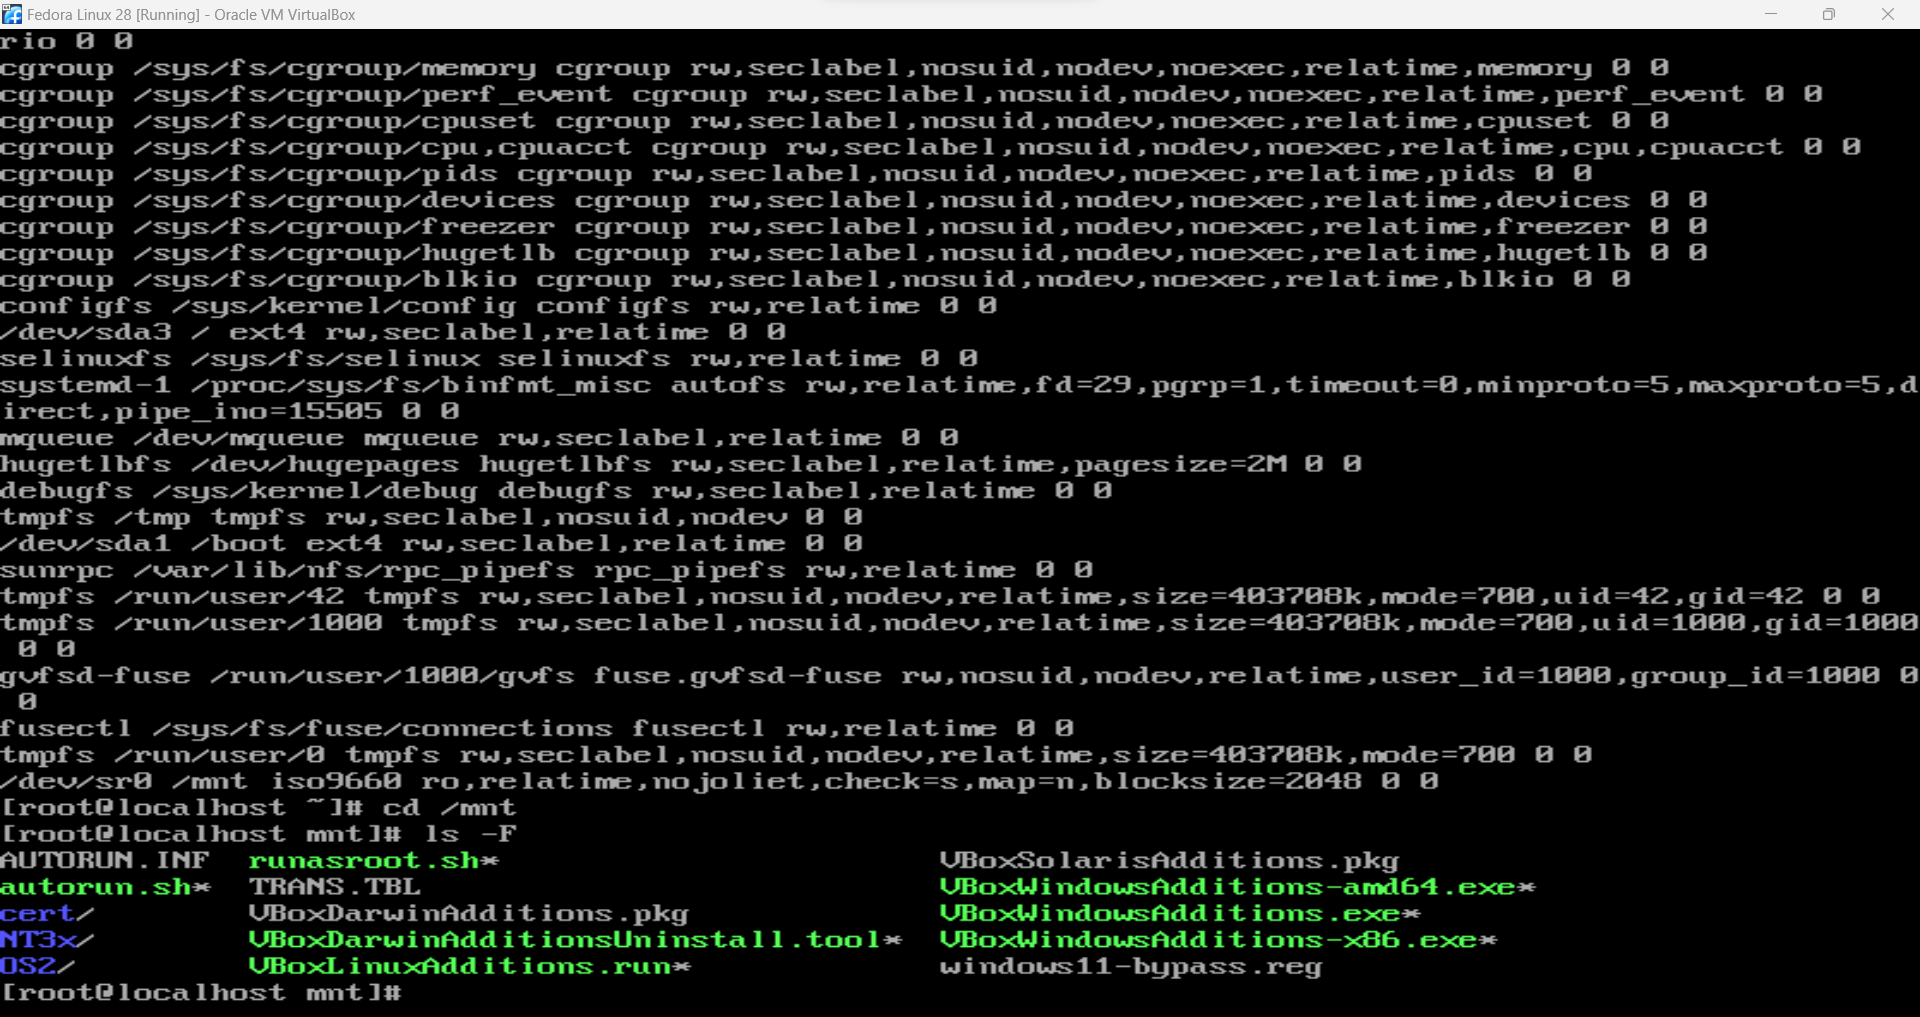 Fedora Linux 28 [Running] - Oracle VM VirtualBox
rio 0 0
cgroup /sys/fs/cgroup/memory cgroup rw,seclabel,nosuid,nodev,noexec,relatime,memory 0 0
cgroup /sys/fs/cgroup/perf_event cgroup rw,seclabel,nosuid,nodev,noexec,relatime,perf_event 0 0
cgroup /sys/fs/cgroup/cpuset cgroup rw,seclabel,nosuid,nodev,noexec,relatime,cpuset 0 0
cgroup /sys/fs/cgroup/cpu,cpuacct cgroup rw,seclabel,nosuid,nodev,noexec,relatime,cpu,cpuacct 0 0
cgroup /sys/fs/cgroup/pids cgroup rw,seclabel,nosuid,nodev,noexec,relatime,pids 0 0
cgroup /sys/fs/cgroup/devices cgroup rw,seclabel,nosuid,nodev,noexec,relatime,devices 0 0
cgroup /sys/fs/cgroup/freezer cgroup rw,seclabel,nosuid,nodev,noexec,relatime,freezer 0 0
cgroup /sys/fs/cgroup/hugetlb cgroup rw,seclabel,nosuid,nodev,noexec,relatime,hugetlb 0 0
cgroup /sys/fs/cgroup/blkio cgroup rw,seclabel,nosuid,nodev,noexec,relatime,blkio 0 0
configfs /sys/kernel/config configfs rw,relatime 0 0
/dev/sda3 / ext4 rw,seclabel,relatime 0 0
selinuxfs /sys/fs/selinux selinuxfs rw,relatime 0 0
systemd-1 /proc/sys/fs/binfmt_misc autofs rw,relatime,fd=29,pgrp=1,timeout=0,minproto=5,maxproto=5,d
irect,pipe_ino=15505 0 0
mqueue /dev/mqueue mqueue rw,seclabel,relatime 0 0
hugetlbfs /dev/hugepages hugetlbfs rw,seclabel,relatime,pagesize=2M 0 0
debugfs /sys/kernel/debug debugfs rw,seclabel,relatime 0 0
tmpfs /tmp tmpfs rw,seclabel,nosuid,nodev 0 0
/dev/sda1 /boot ext4 rw,seclabel,relatime 0 0
sunrpc /var/lib/nfs/rpc_pipefs rpc_pipefs rw,relatime 0 0
tmpfs /run/user/42 tmpfs rw,seclabel,nosuid,nodev,relatime,size=403708k,mode=700,uid=42,gid=42 0 0
tmpfs /run/user/1000 tmpfs rw,seclabel,nosuid,nodev,relatime,size=403708k,mode=700,uid=1000,gid=1000
0 0
gvfsd-fuse /run/user/1000/gvfs fuse.gvfsd-fuse rw,nosuid,nodev,relatime,user_id=1000,group_id=1000 0
0
fusectl /sys/fs/fuse/connections fusectl rw,relatime 0 0
tmpfs /run/user/0 tmpfs rw,seclabel,nosuid,nodev,relatime,size=403708k,mode=700 0 0
/dev/sr0 /mnt iso9660 ro,relatime,nojoliet,check=s,map=n,blocksize=2048 0 0
[root@localhost ~]# cd /mnt
[root@localhost mnt]# ls -F
AUTORUN.INF runasroot.sh* VBoxSolarisAdditions.pkg
autorun.sh* TRANS.TBL VBoxWindowsAdditions-amd64.exe*
cert/ VBoxDarwinAdditions.pkg VBoxWindowsAdditions.exe*
NT3x/ VBoxDarwinAdditionsUninstall.tool* VBoxWindowsAdditions-x86.exe*
OS2/ VBoxLinuxAdditions.run* windows11-bypass.reg
[root@localhost mnt]#